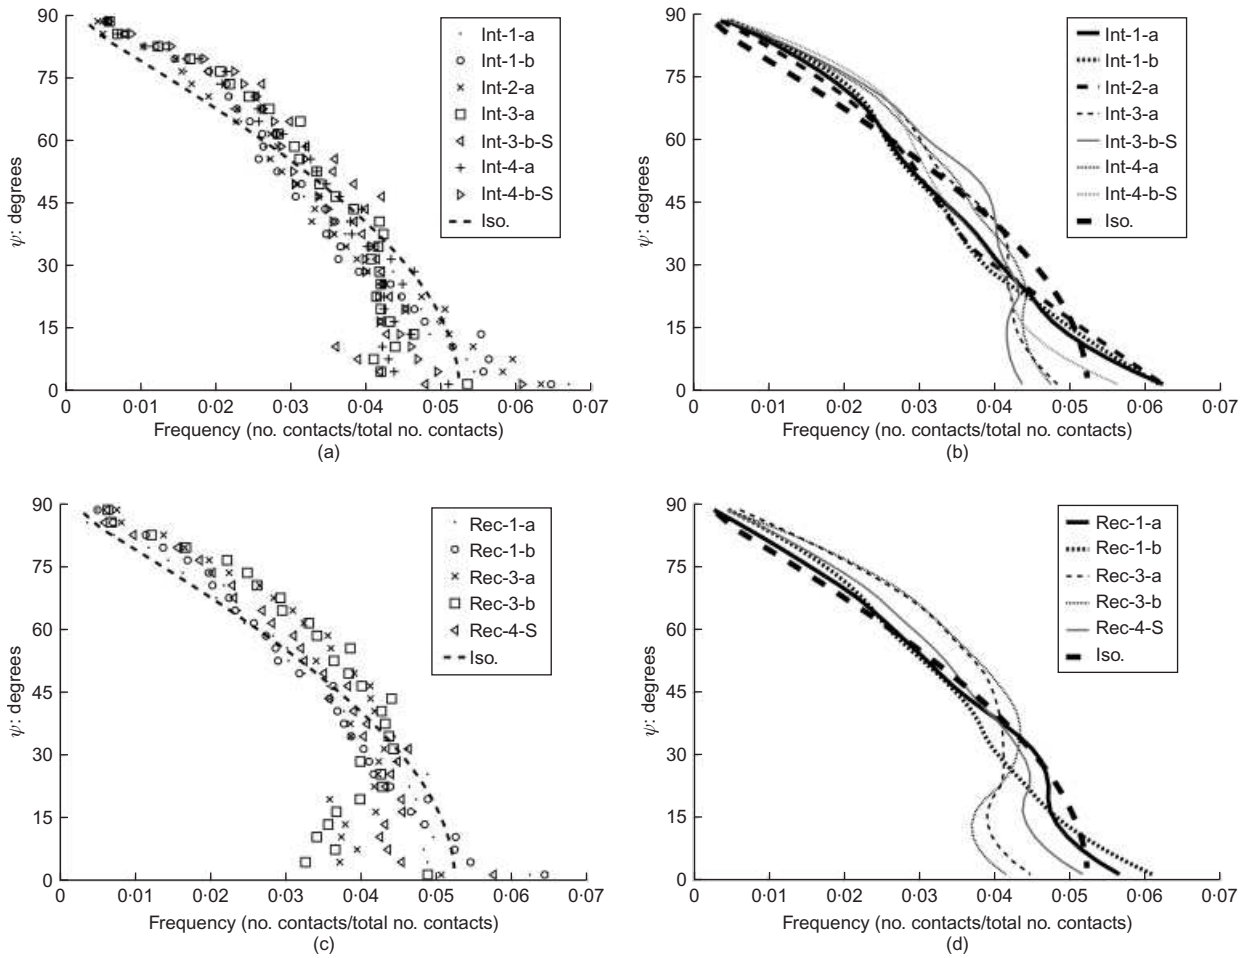 90
75
60
45
30
15
0
ψ: degrees
0 0·01 0·02 0·03 0·04 0·05 0·06 0·07
Frequency (no. contacts/total no. contacts)
(a)
Int-1-a
Int-1-b
Int-2-a
Int-3-a
Int-3-b-S
Int-4-a
Int-4-b-S
Iso.
90
75
60
45
30
15
0
ψ: degrees
0 0·01 0·02 0·03 0·04 0·05 0·06 0·07
Frequency (no. contacts/total no. contacts)
(b)
Int-1-a
Int-1-b
Int-2-a
Int-3-a
Int-3-b-S
Int-4-a
Int-4-b-S
Iso.
90
75
60
45
30
15
0
ψ: degrees
0 0·01 0·02 0·03 0·04 0·05 0·06 0·07
Frequency (no. contacts/total no. contacts)
(c)
Rec-1-a
Rec-1-b
Rec-3-a
Rec-3-b
Rec-4-S
Iso.
90
75
60
45
30
15
0
ψ: degrees
0 0·01 0·02 0·03 0·04 0·05 0·06 0·07
Frequency (no. contacts/total no. contacts)
(d)
Rec-1-a
Rec-1-b
Rec-3-a
Rec-3-b
Rec-4-S
Iso.